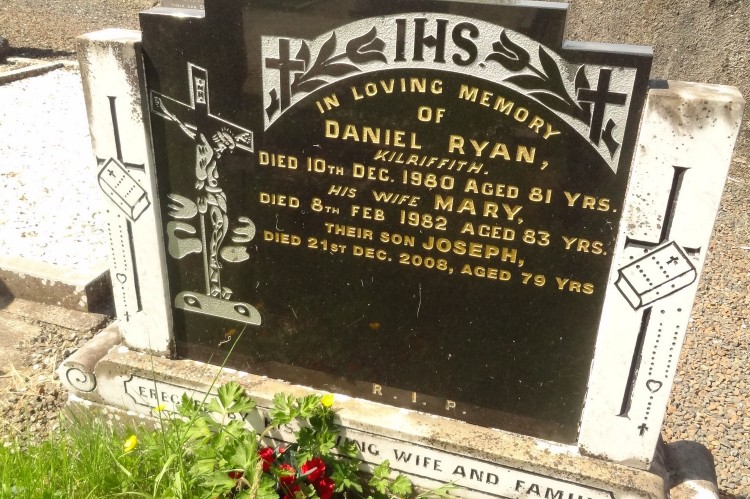 IHS
IN LOVING MEMORY
OF
DANIEL RYAN,
KILRIFFITH.
DIED 10TH DEC. 1980 AGED 81 YRS.
HIS WIFE MARY,
DIED 8TH FEB 1982 AGED 83 YRS.
THEIR SON JOSEPH,
DIED 21ST DEC. 2008, AGED 79 YRS
R.I.P.
WIFE AND